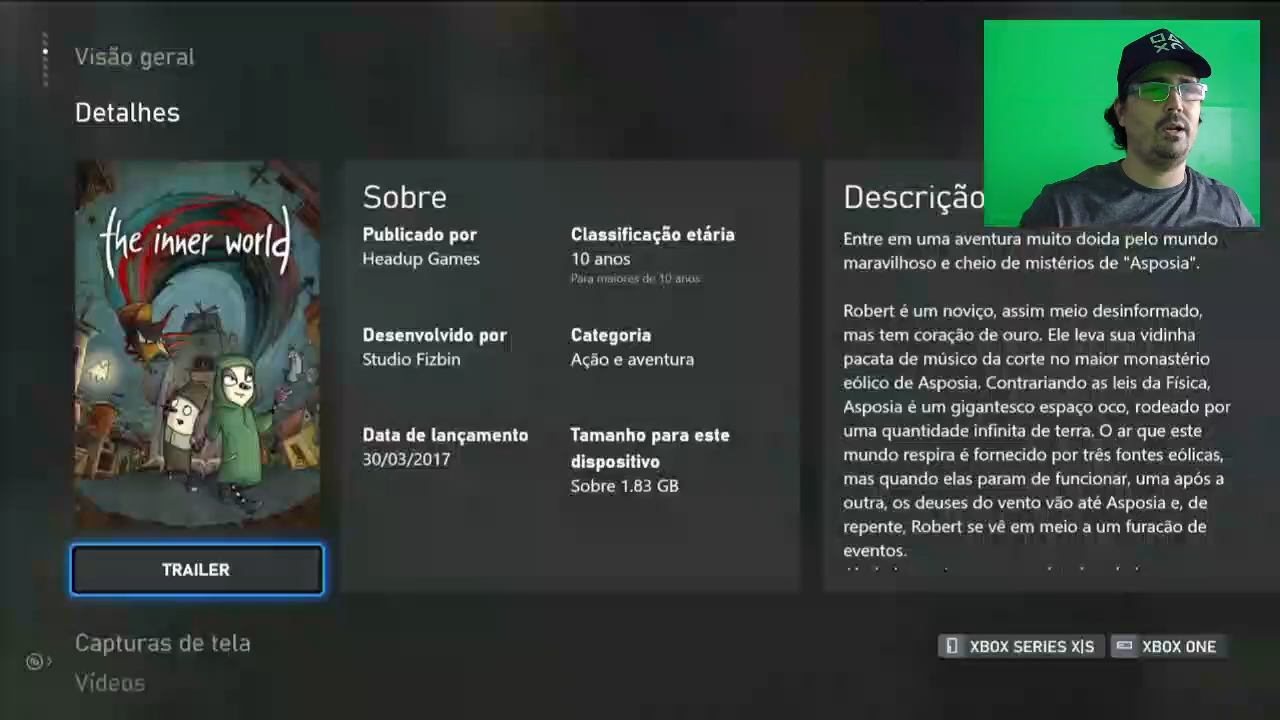 Visão geral
Detalhes
the inner world
TRAILER
Sobre
Publicado por
Headup Games
Classificação etária
10 anos
Para maiores de 10 anos
Desenvolvido por
Studio Fizbin
Categoria
Ação e aventura
Data de lançamento
30/03/2017
Tamanho para este
dispositivo
Sobre 1.83 GB
Descrição
Entre em uma aventura muito doida pelo mundo
maravilhoso e cheio de mistérios de "Asposia".
Robert é um noviço, assim meio desinformado,
mas tem coração de ouro. Ele leva sua vidinha
pacata de músico da corte no maior monastério
eólico de Asposia. Contrariando as leis da Física,
Asposia é um gigantesco espaço oco, rodeado por
uma quantidade infinita de terra. O ar que este
mundo respira é fornecido por três fontes eólicas,
mas quando elas param de funcionar, uma após a
outra, os deuses do vento vão até Asposia e, de
repente, Robert se vê em meio a um furacão de
eventos.
Capturas de tela
Vídeos
XBOX SERIES X|S
XBOX ONE